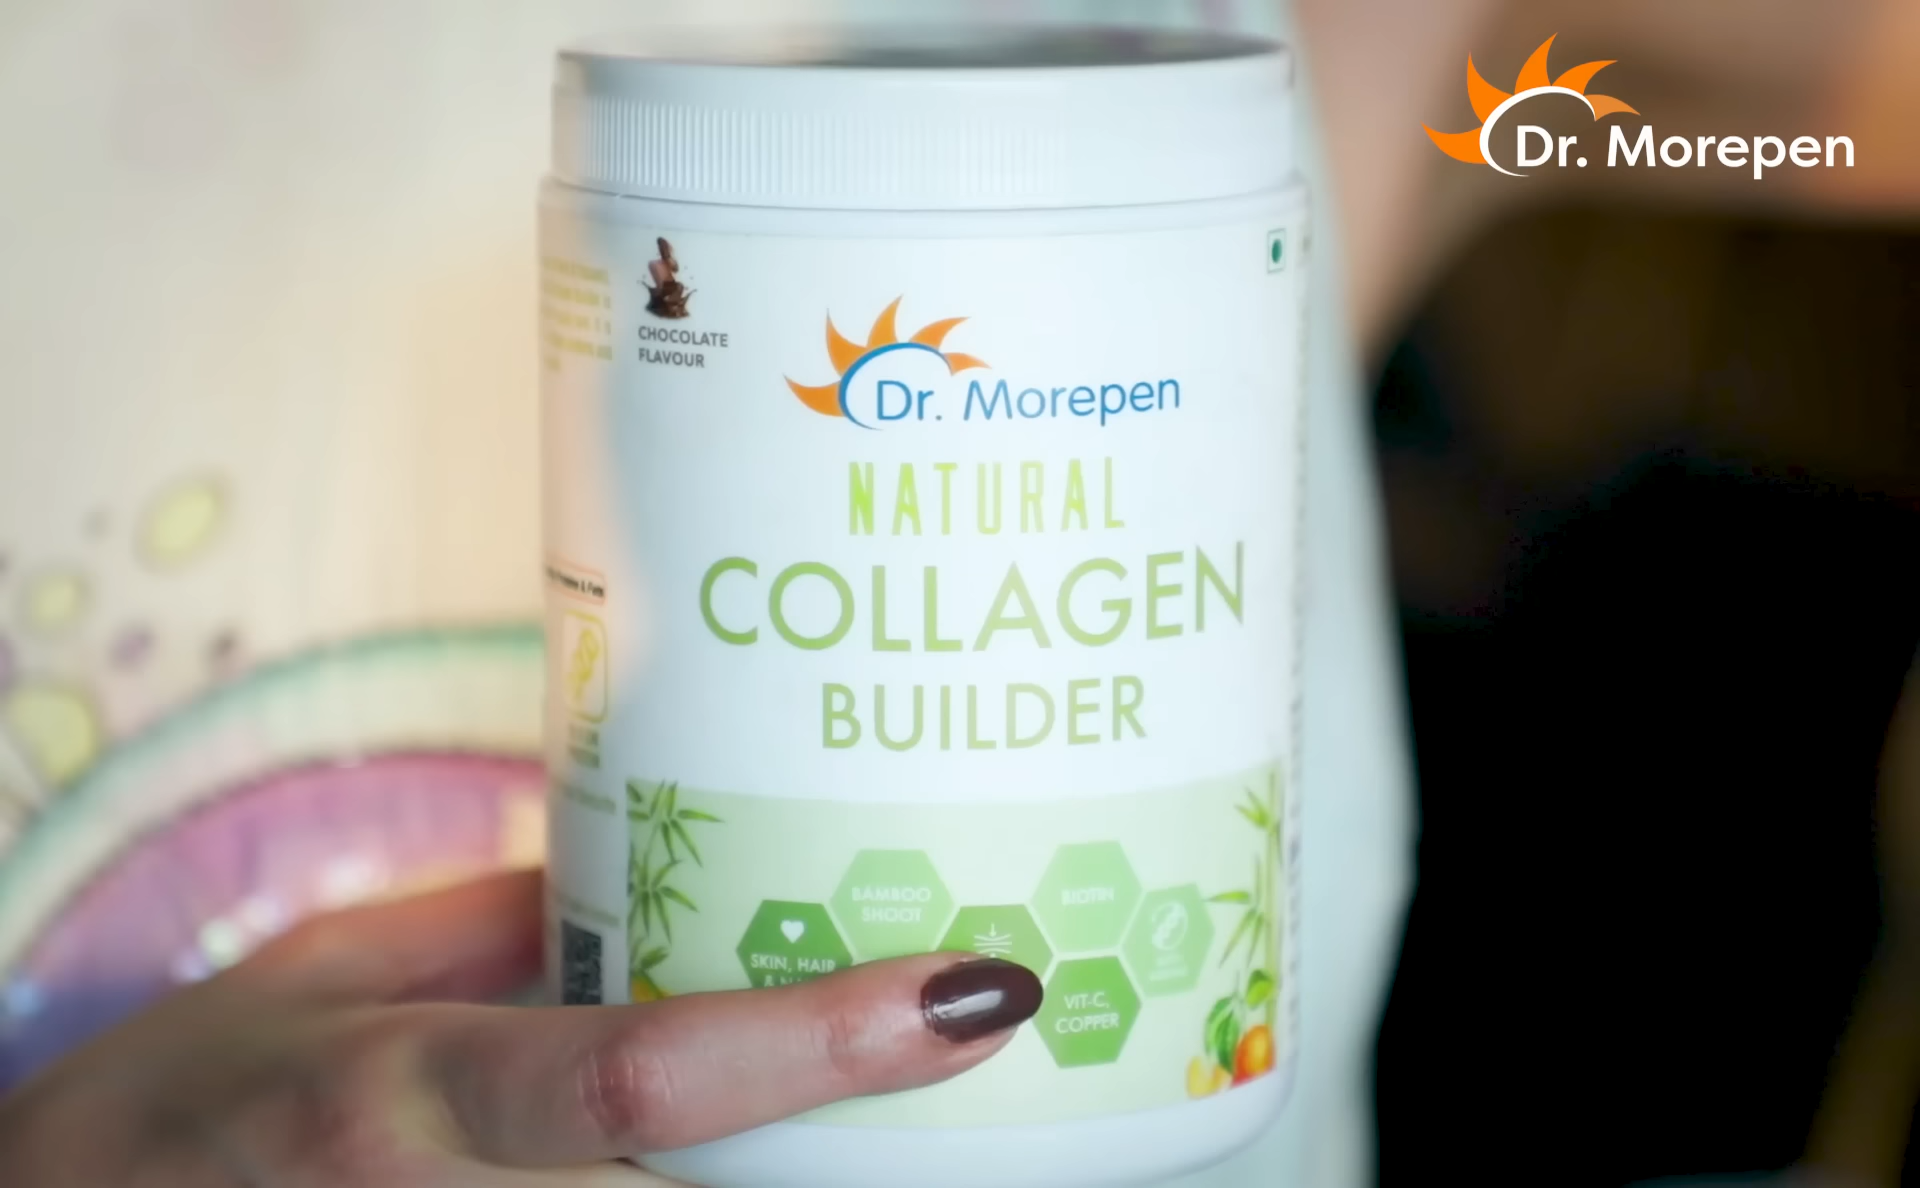 Dr. Morepen
CHOCOLATE
FLAVOUR
Dr. Morepen
NATURAL
COLLAGEN
BUILDER
BAMBOO
SHOOT
BIOTIN
SKIN, HAIR
VIT-C,
COPPER